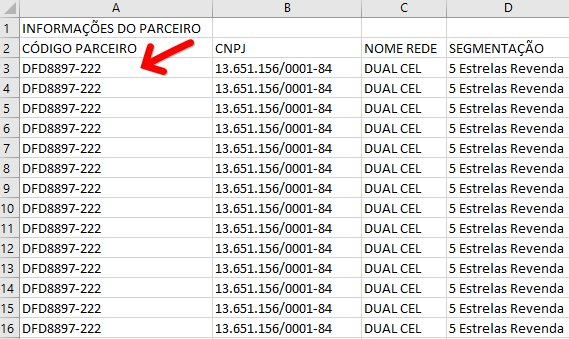 A B C D
1 INFORMAÇÕES DO PARCEIRO
2 CÓDIGO PARCEIRO CNPJ NOME REDE SEGMENTAÇÃO
3 DFD8897-222 13.651.156/0001-84 DUAL CEL 5 Estrelas Revenda
4 DFD8897-222 13.651.156/0001-84 DUAL CEL 5 Estrelas Revenda
5 DFD8897-222 13.651.156/0001-84 DUAL CEL 5 Estrelas Revenda
6 DFD8897-222 13.651.156/0001-84 DUAL CEL 5 Estrelas Revenda
7 DFD8897-222 13.651.156/0001-84 DUAL CEL 5 Estrelas Revenda
8 DFD8897-222 13.651.156/0001-84 DUAL CEL 5 Estrelas Revenda
9 DFD8897-222 13.651.156/0001-84 DUAL CEL 5 Estrelas Revenda
10 DFD8897-222 13.651.156/0001-84 DUAL CEL 5 Estrelas Revenda
11 DFD8897-222 13.651.156/0001-84 DUAL CEL 5 Estrelas Revenda
12 DFD8897-222 13.651.156/0001-84 DUAL CEL 5 Estrelas Revenda
13 DFD8897-222 13.651.156/0001-84 DUAL CEL 5 Estrelas Revenda
14 DFD8897-222 13.651.156/0001-84 DUAL CEL 5 Estrelas Revenda
15 DFD8897-222 13.651.156/0001-84 DUAL CEL 5 Estrelas Revenda
16 DFD8897-222 13.651.156/0001-84 DUAL CEL 5 Estrelas Revenda